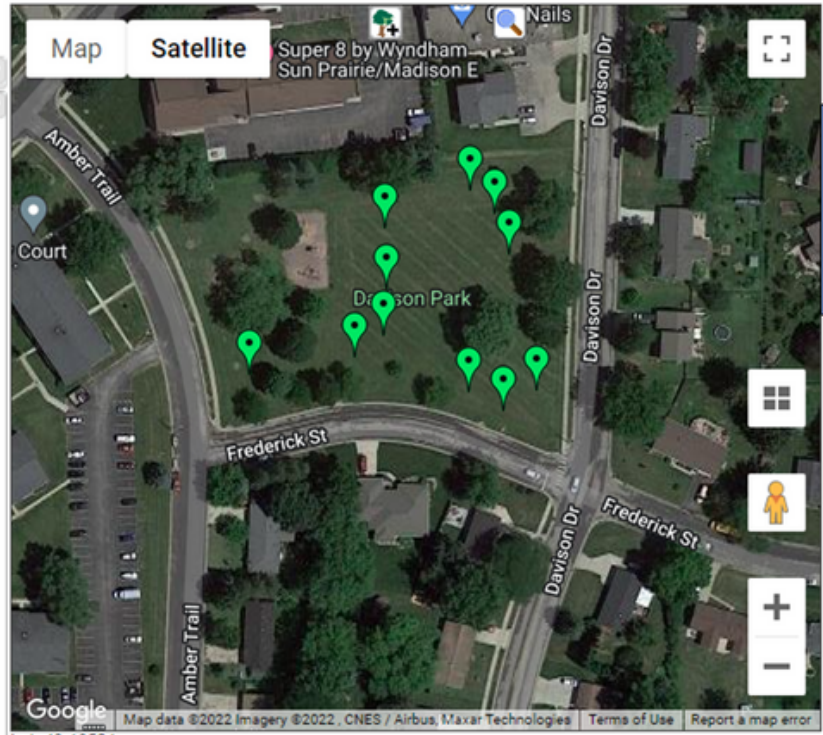 Map
Satellite
Nails
Super 8 by Wyndham
Sun Prairie/Madison E
Davison Dr
Amber Trail
Court
Davison Park
Davison Dr
Frederick St
Frederick St
Davison Dr
Amber Trail
Google
Map data ©2022 Imagery ©2022 , CNES / Airbus, Maxar Technologies
Terms of Use
Report a map error